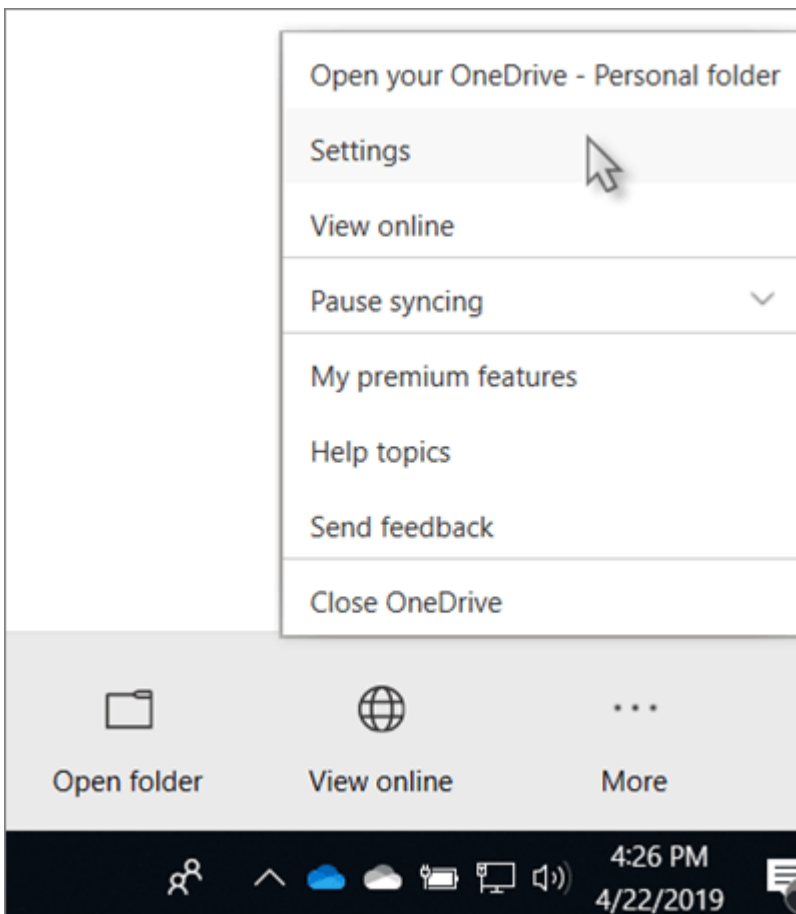 Open your OneDrive - Personal folder
Settings
View online
Pause syncing
My premium features
Help topics
Send feedback
Close OneDrive
Open folder
View online
More
4:26 PM
4/22/2019